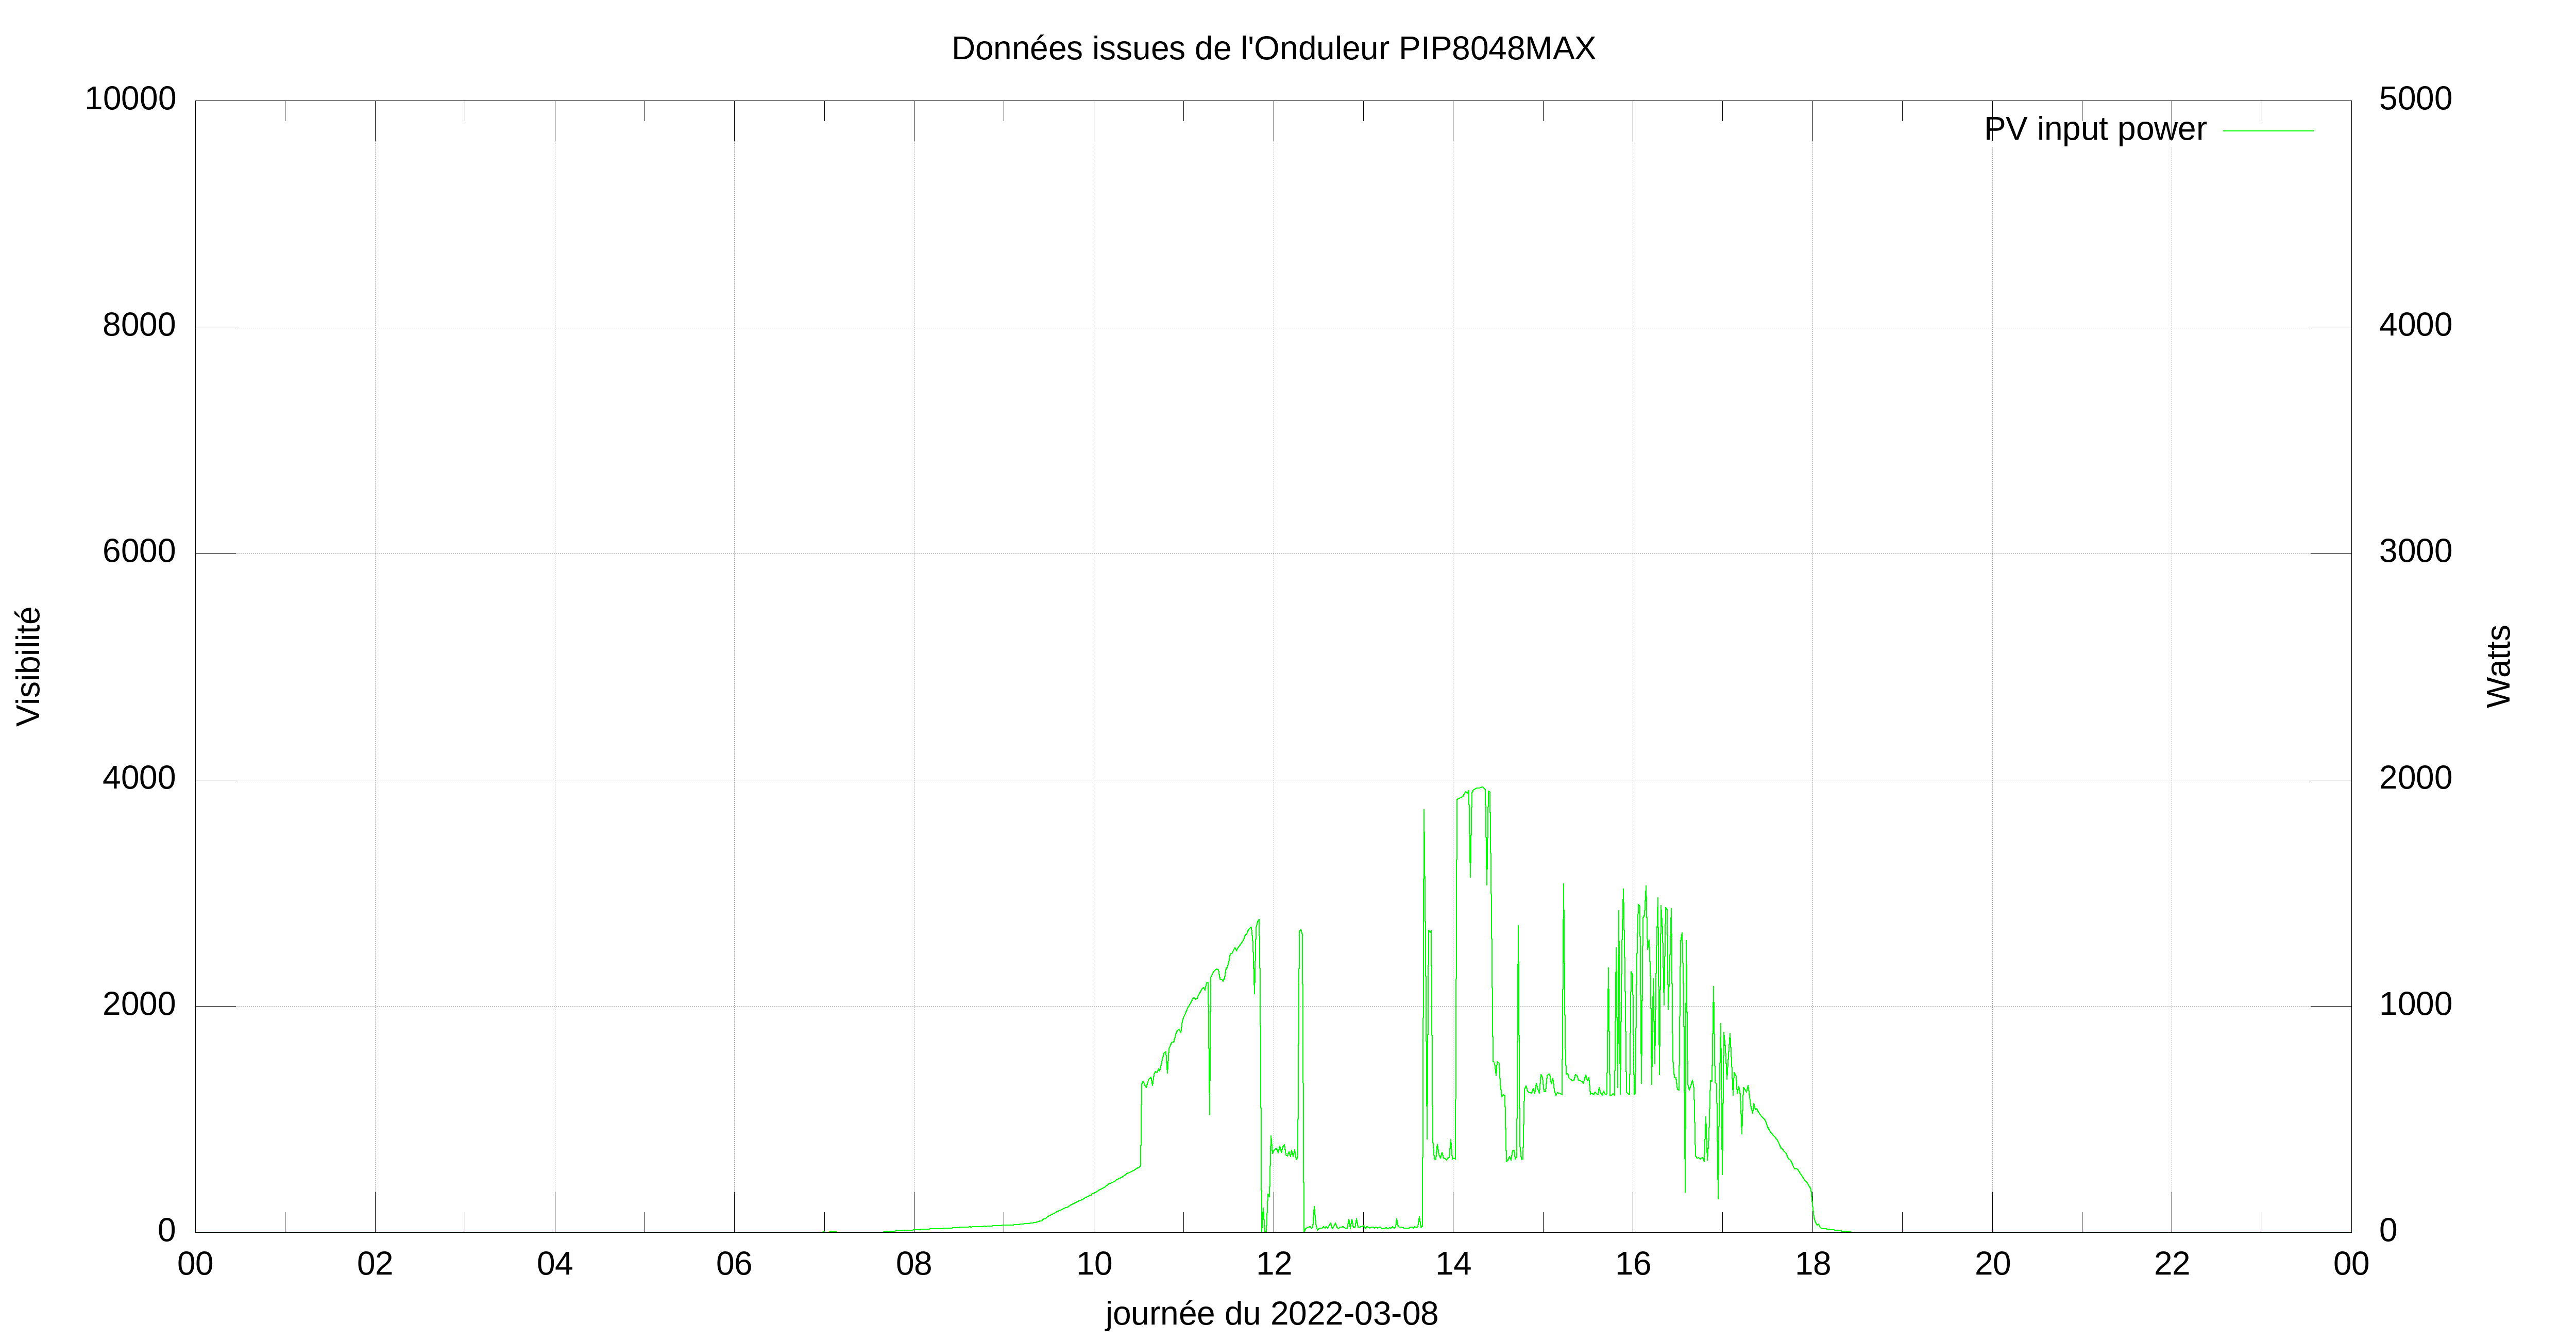 Données issues de l'Onduleur PIP8048MAX
10000
8000
6000
4000
2000
0
5000
4000
3000
2000
1000
0
PV input power
Visibilité
Watts
00 02 04 06 08 10 12 14 16 18 20 22 00
journée du 2022-03-08